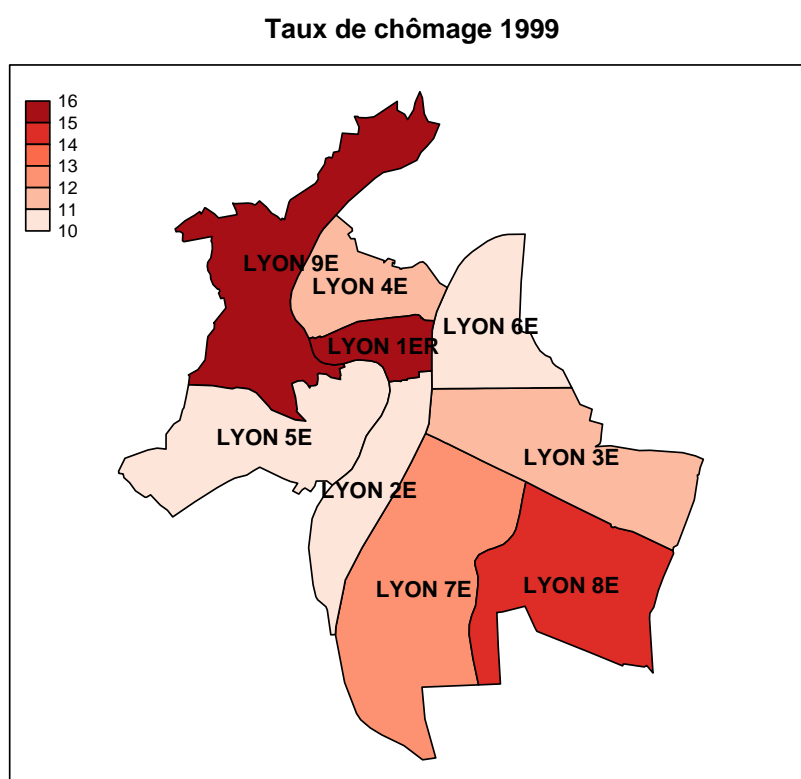 Taux de chômage 1999
16
15
14
13
12
11
10
LYON 9E
LYON 4E
LYON 6E
LYON 1ER
LYON 5E
LYON 3E
LYON 2E
LYON 7E
LYON 8E